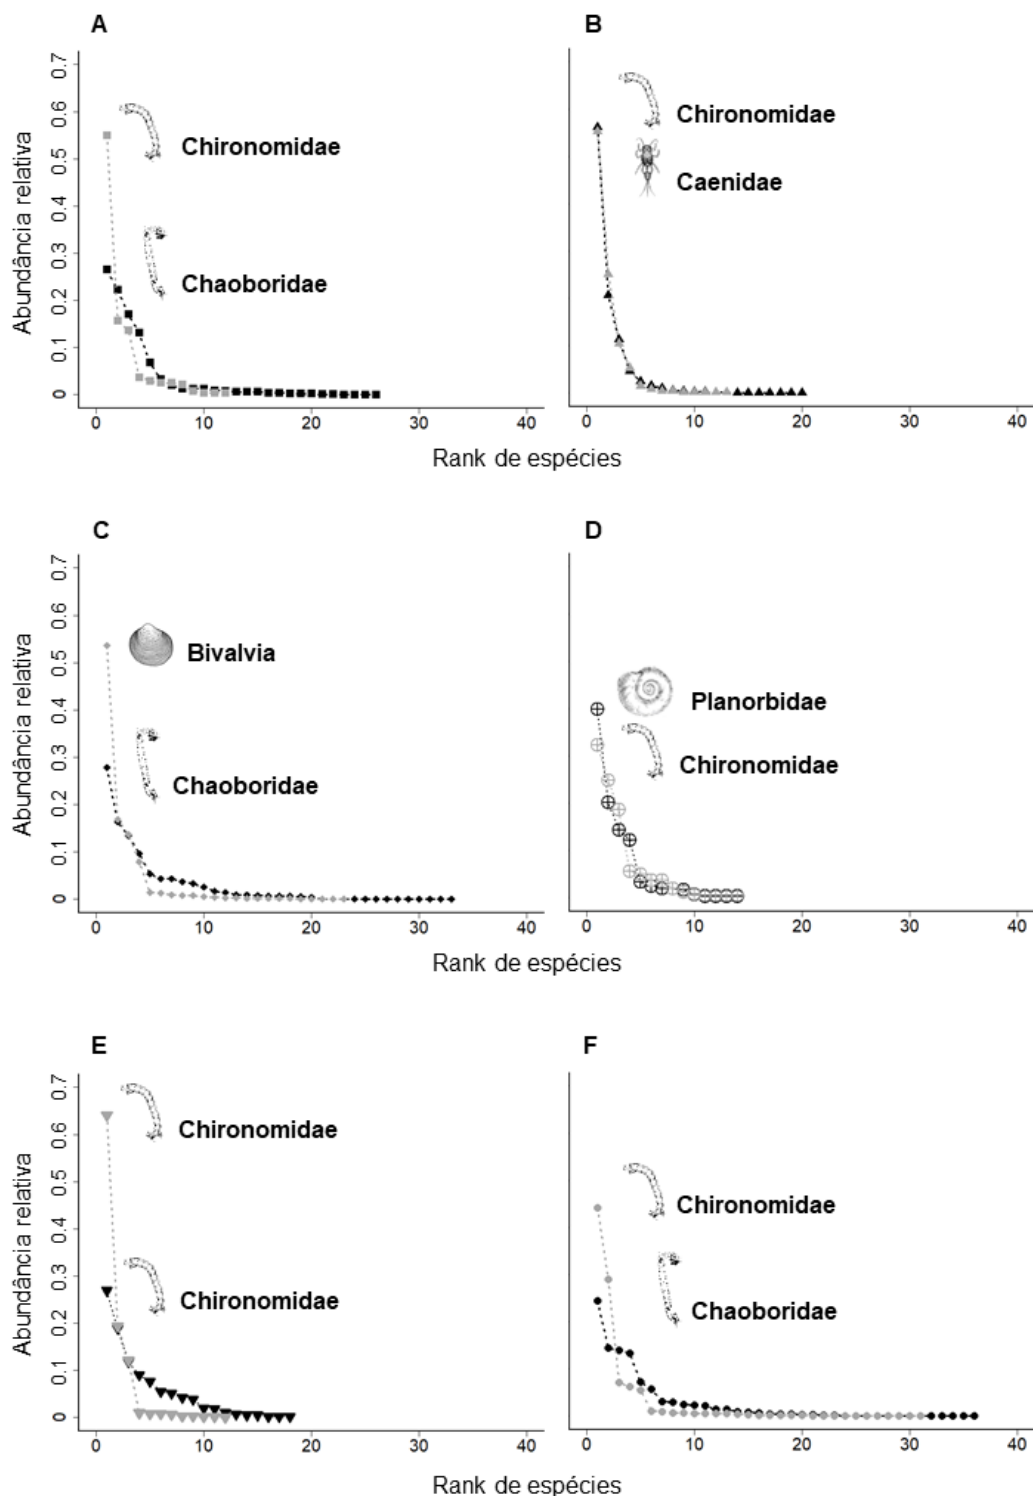 A
B
Abundância relativa
0.7
0.6
0.5
0.4
0.3
0.2
0.1
0
Chironomidae
Chaoboridae
Chironomidae
Caenidae
0 10 20 30 40
0 10 20 30 40
Rank de espécies
C
D
Abundância relativa
0.7
0.6
0.5
0.4
0.3
0.2
0.1
0
Bivalvia
Chaoboridae
Planorbidae
Chironomidae
0 10 20 30 40
0 10 20 30 40
Rank de espécies
E
F
Abundância relativa
0.7
0.6
0.5
0.4
0.3
0.2
0.1
0
Chironomidae
Chironomidae
Chironomidae
Chaoboridae
0 10 20 30 40
0 10 20 30 40
Rank de espécies